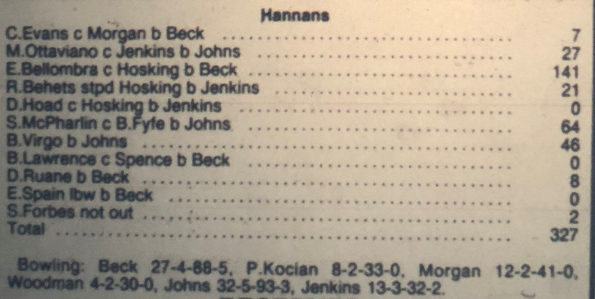 Hannans
C.Evans c Morgan b Beck ........................................ 7
M.Ottaviano c Jenkins b Johns ........................................ 27
E.Bellombra c Hosking b Beck ........................................ 141
R.Behets stpd Hosking b Jenkins ........................................ 21
D.Hoad c Hosking b Jenkins ........................................ 0
S.McPharlin c B.Fyfe b Johns ........................................ 64
B.Virgo b Johns ........................................ 46
B.Lawrence c Spence b Beck ........................................ 0
D.Ruane b Beck ........................................ 8
E.Spain lbw b Beck ........................................ 0
S.Forbes not out ........................................ 2
Total ........................................ 327
Bowling: Beck 27-4-88-5, P.Kocian 8-2-33-0, Morgan 12-2-41-0,
Woodman 4-2-30-0, Johns 32-5-93-3, Jenkins 13-3-32-2.